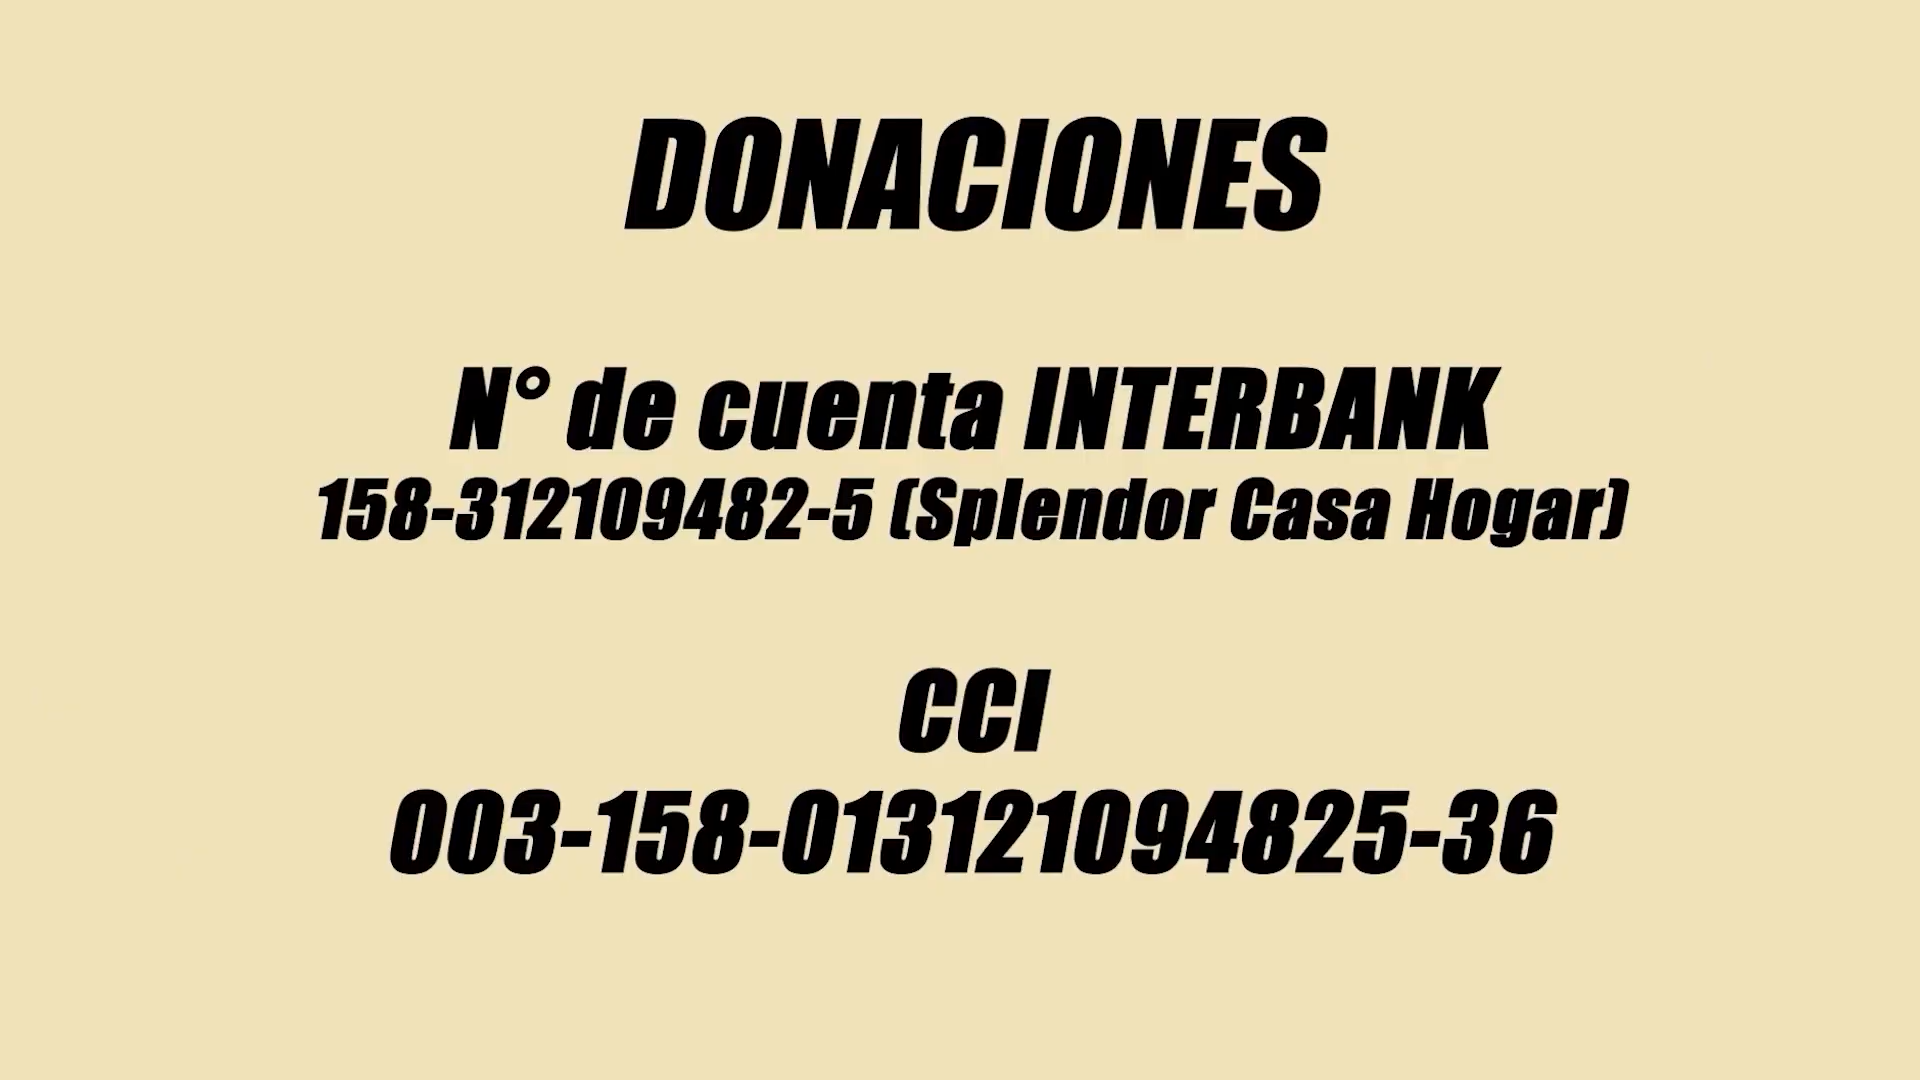 DONACIONES
N° de cuenta INTERBANK
158-312109482-5 (Splendor Casa Hogar)
CCI
003-158-013121094825-36